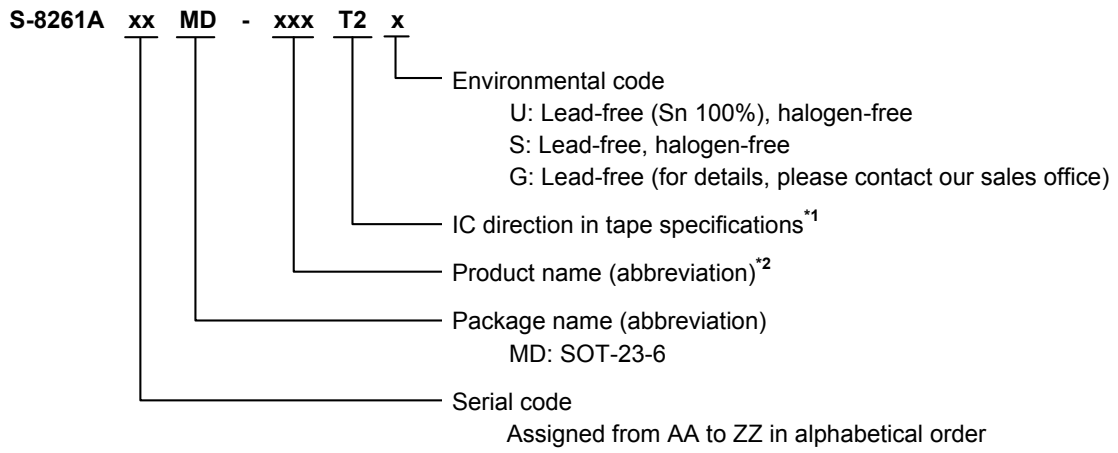 S-8261A xx MD - xxx T2 x
Environmental code
U: Lead-free (Sn 100%), halogen-free
S: Lead-free, halogen-free
G: Lead-free (for details, please contact our sales office)
IC direction in tape specifications*1
Product name (abbreviation)*2
Package name (abbreviation)
MD: SOT-23-6
Serial code
Assigned from AA to ZZ in alphabetical order